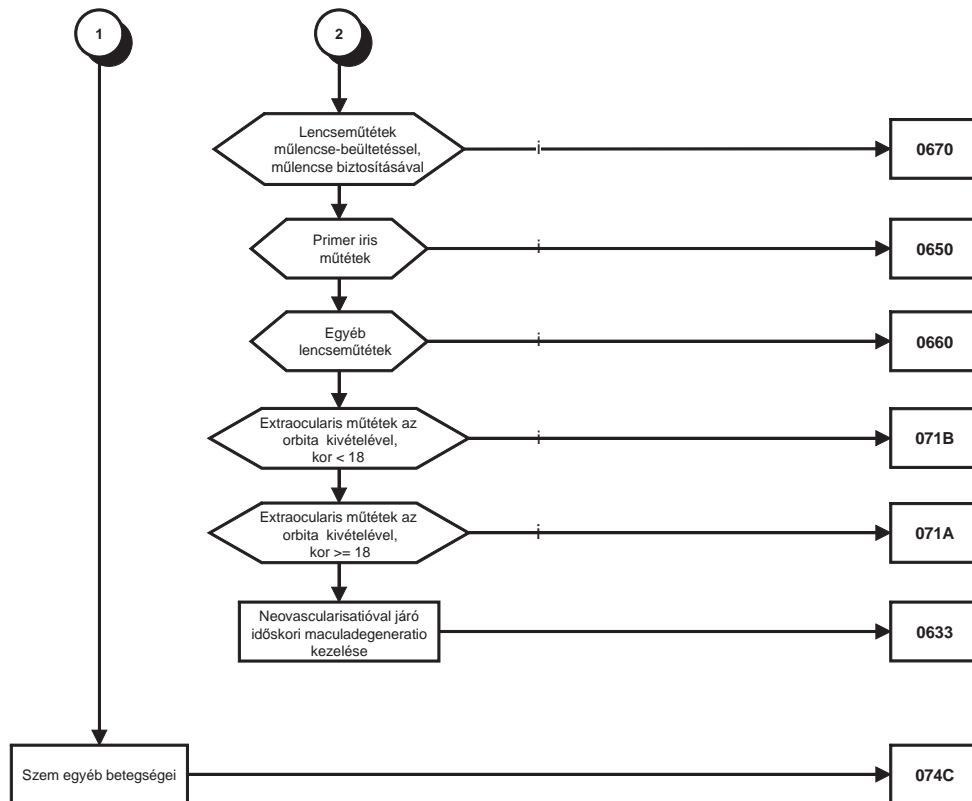 1
2
Lencseműtétek
műlencse-beültetéssel,
műlencse biztosításával
i
0670
Primer iris
műtétek
i
0650
Egyéb
lencseműtétek
i
0660
Extraocularis műtétek az
orbita kivételével,
kor < 18
i
071B
Extraocularis műtétek az
orbita kivételével,
kor >= 18
i
071A
Neovascularisatióval járó
időskori maculadegeneratio
kezelése
0633
Szem egyéb betegségei
074C